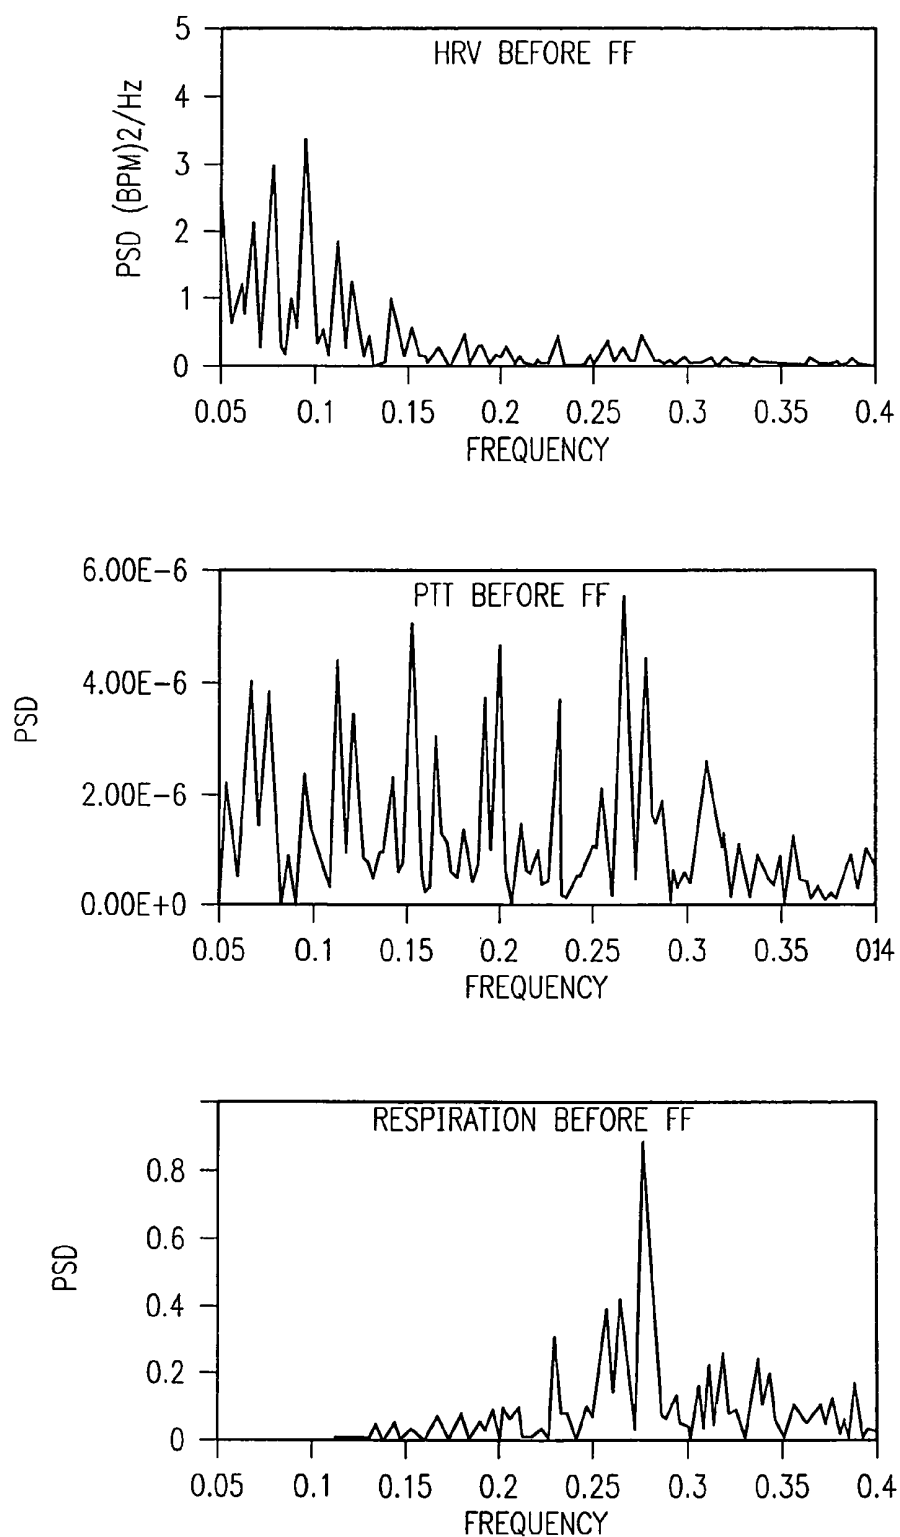 HRV BEFORE FF
PSD (BPM)2/Hz
5
4
3
2
1
0
0.05 0.1 0.15 0.2 0.25 0.3 0.35 0.4
FREQUENCY
PTT BEFORE FF
PSD
6.00E-6
4.00E-6
2.00E-6
0.00E+0
0.05 0.1 0.15 0.2 0.25 0.3 0.35 014
FREQUENCY
RESPIRATION BEFORE FF
PSD
0.8
0.6
0.4
0.2
0
0.05 0.1 0.15 0.2 0.25 0.3 0.35 0.4
FREQUENCY